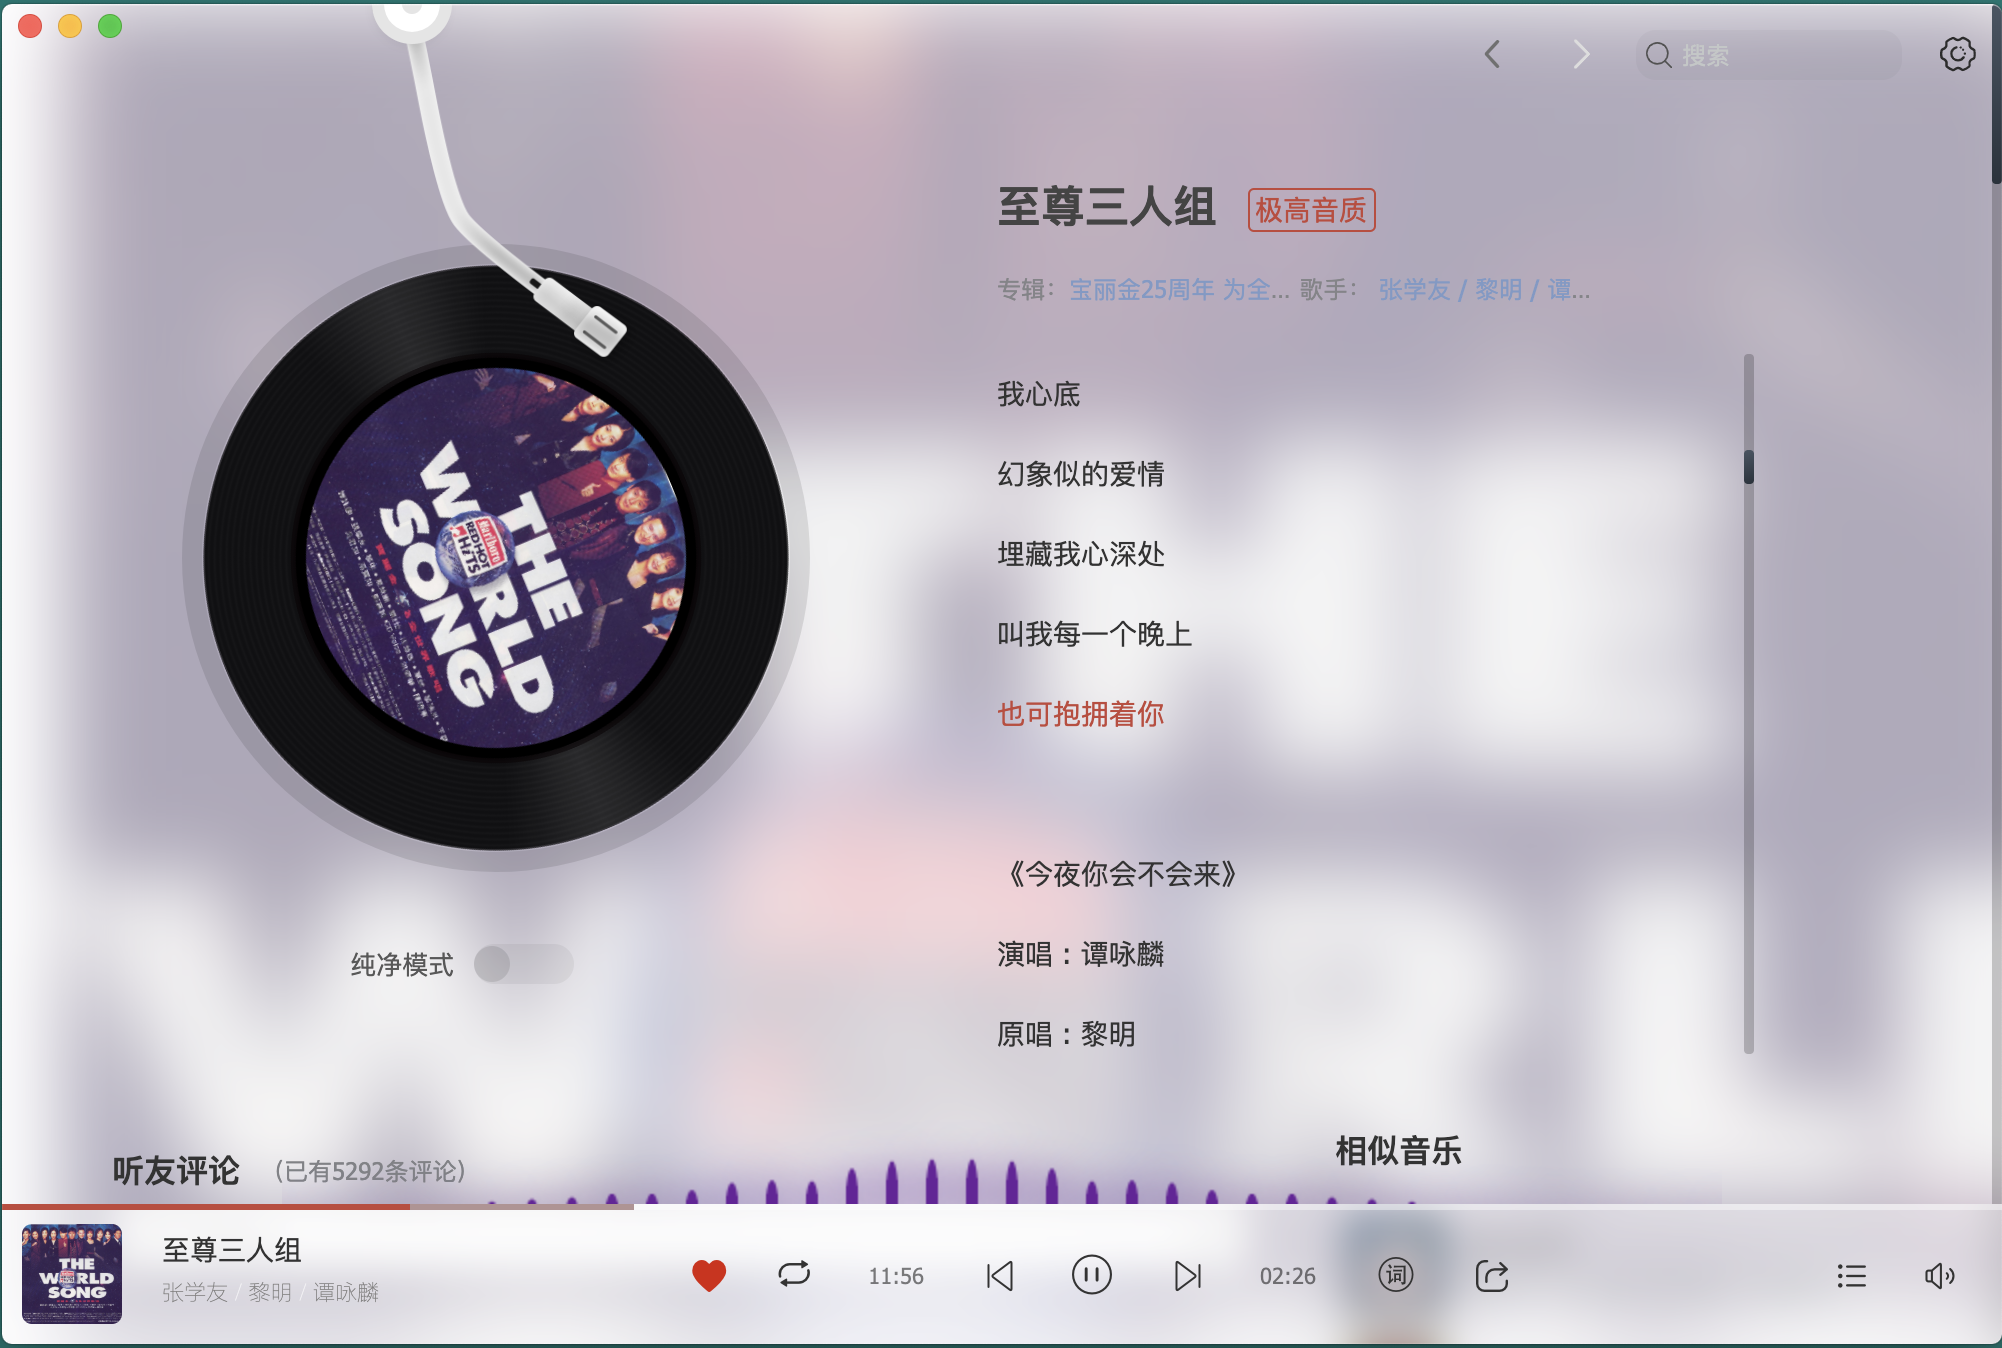 搜索
至尊三人组 极高音质
专辑：宝丽金25周年 为全... 歌手：张学友 / 黎明 / 谭...
我心底
幻象似的爱情
埋藏我心深处
叫我每一个晚上
也可抱拥着你
《今夜你会不会来》
演唱：谭咏麟
原唱：黎明
THE
WORLD
SONG
Marlboro
RED HOT
HITS
纯净模式
听友评论 (已有5292条评论)
相似音乐
THE
WORLD
SONG
至尊三人组
张学友 / 黎明 / 谭咏麟
11:56
02:26
词